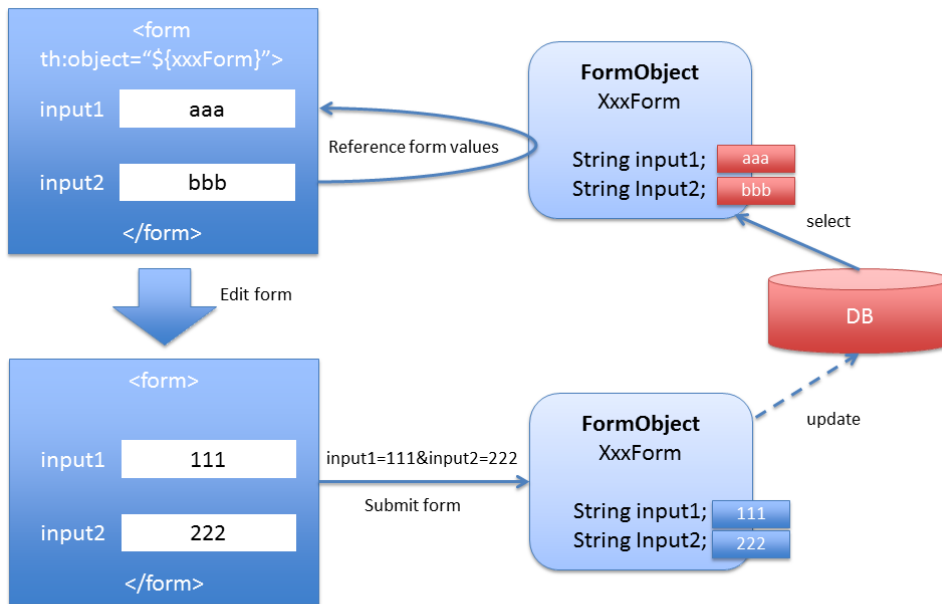 <form
th:object=“${xxxForm}”>
input1
aaa
input2
bbb
</form>
Reference form values
FormObject
XxxForm
String input1;
aaa
String Input2;
bbb
select
DB
update
Edit form
<form>
input1
111
input2
222
</form>
input1=111&input2=222
Submit form
FormObject
XxxForm
String input1;
111
String Input2;
222